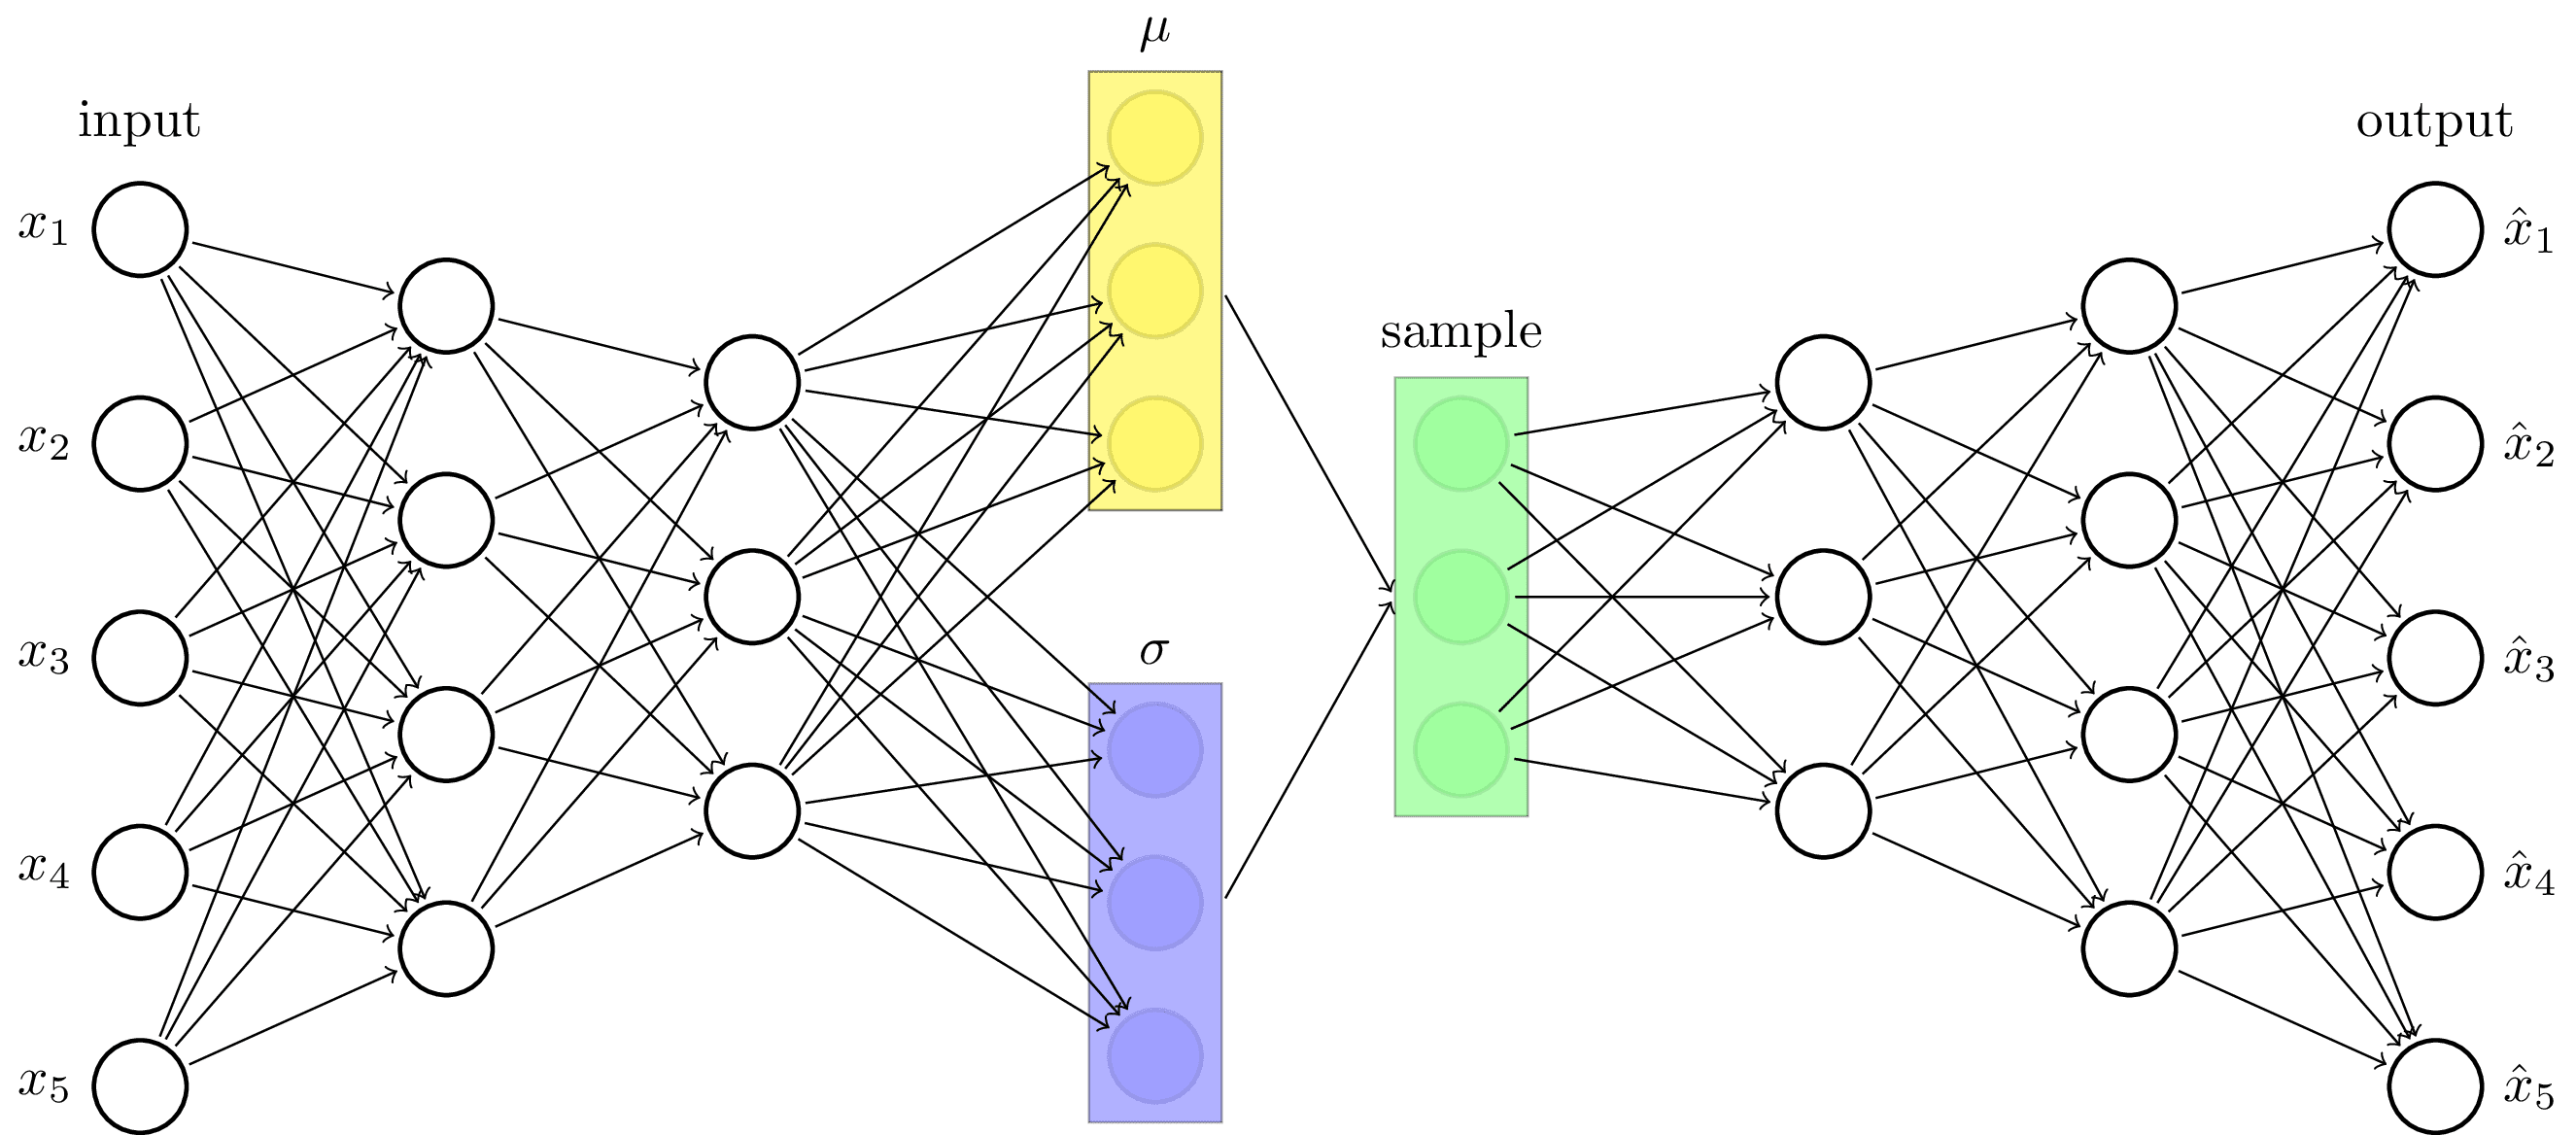 μ
input
output
x₁
x̂₁
sample
x₂
x̂₂
σ
x₃
x̂₃
x₄
x̂₄
x₅
x̂₅